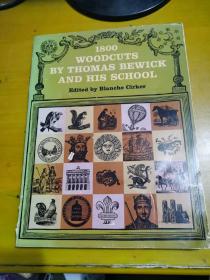 1800
WOODCUTS
BY THOMAS BEWICK
AND HIS SCHOOL
Edited by Blanche Cirker